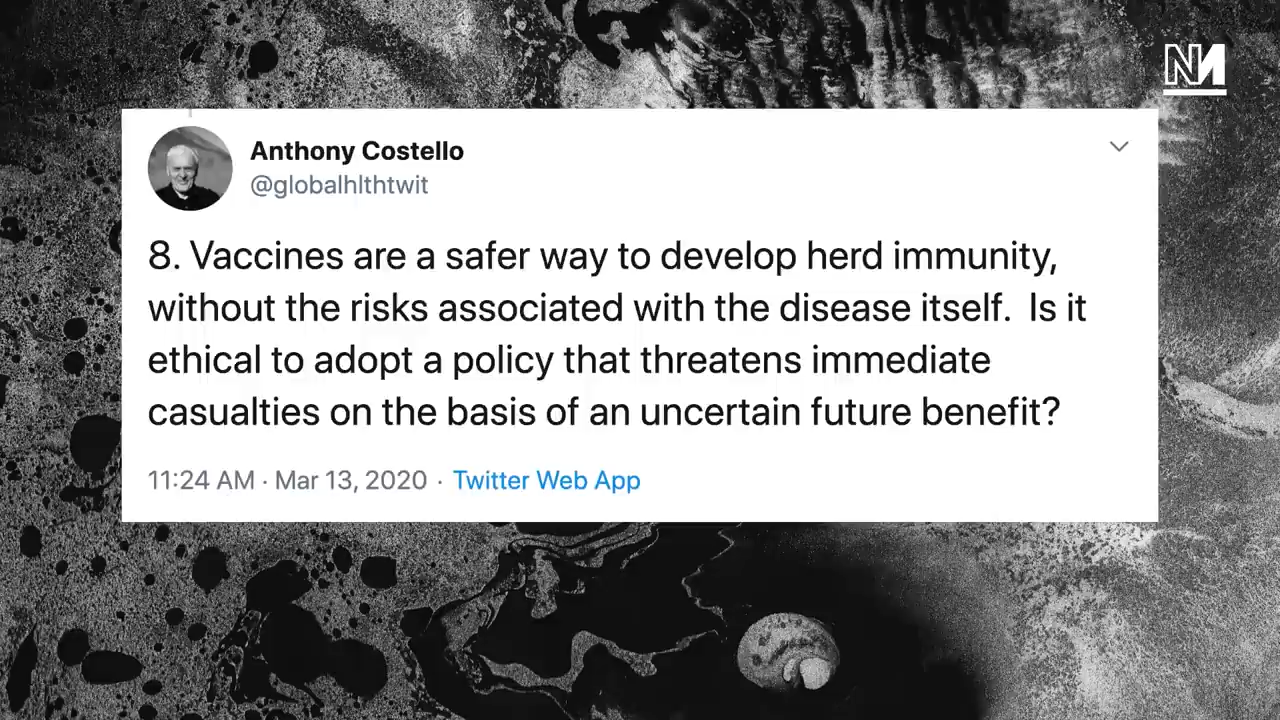 NM
Anthony Costello
@globalhlthtwit
8. Vaccines are a safer way to develop herd immunity,
without the risks associated with the disease itself.  Is it
ethical to adopt a policy that threatens immediate
casualties on the basis of an uncertain future benefit?
11:24 AM · Mar 13, 2020 · Twitter Web App